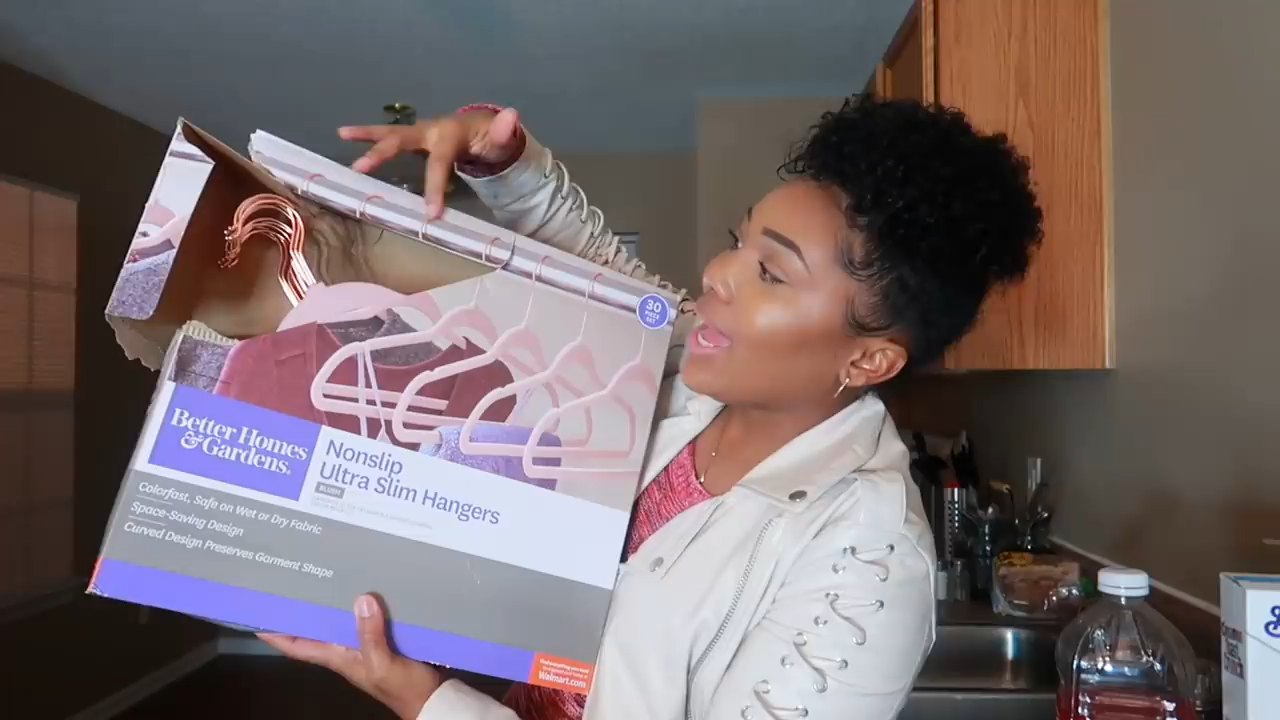 30
PIECE
SET
Better Homes
& Gardens.
Nonslip
Ultra Slim Hangers
BLUSH
Colorfast, Safe on Wet or Dry Fabric
Space-Saving Design
Curved Design Preserves Garment Shape
Walmart.com